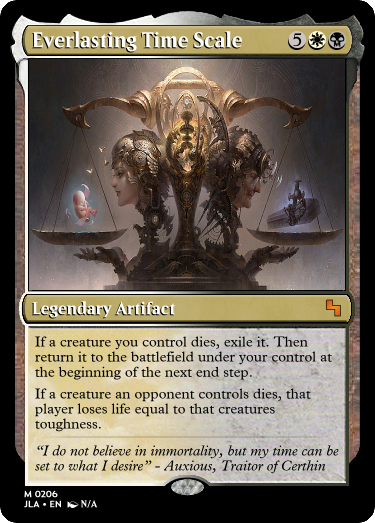 Everlasting Time Scale 5
Legendary Artifact
If a creature you control dies, exile it. Then
return it to the battlefield under your control at
the beginning of the next end step.
If a creature an opponent controls dies, that
player loses life equal to that creatures
toughness.
“I do not believe in immortality, but my time can be
set to what I desire” - Auxious, Traitor of Certhin
M 0206
JLA • EN N/A